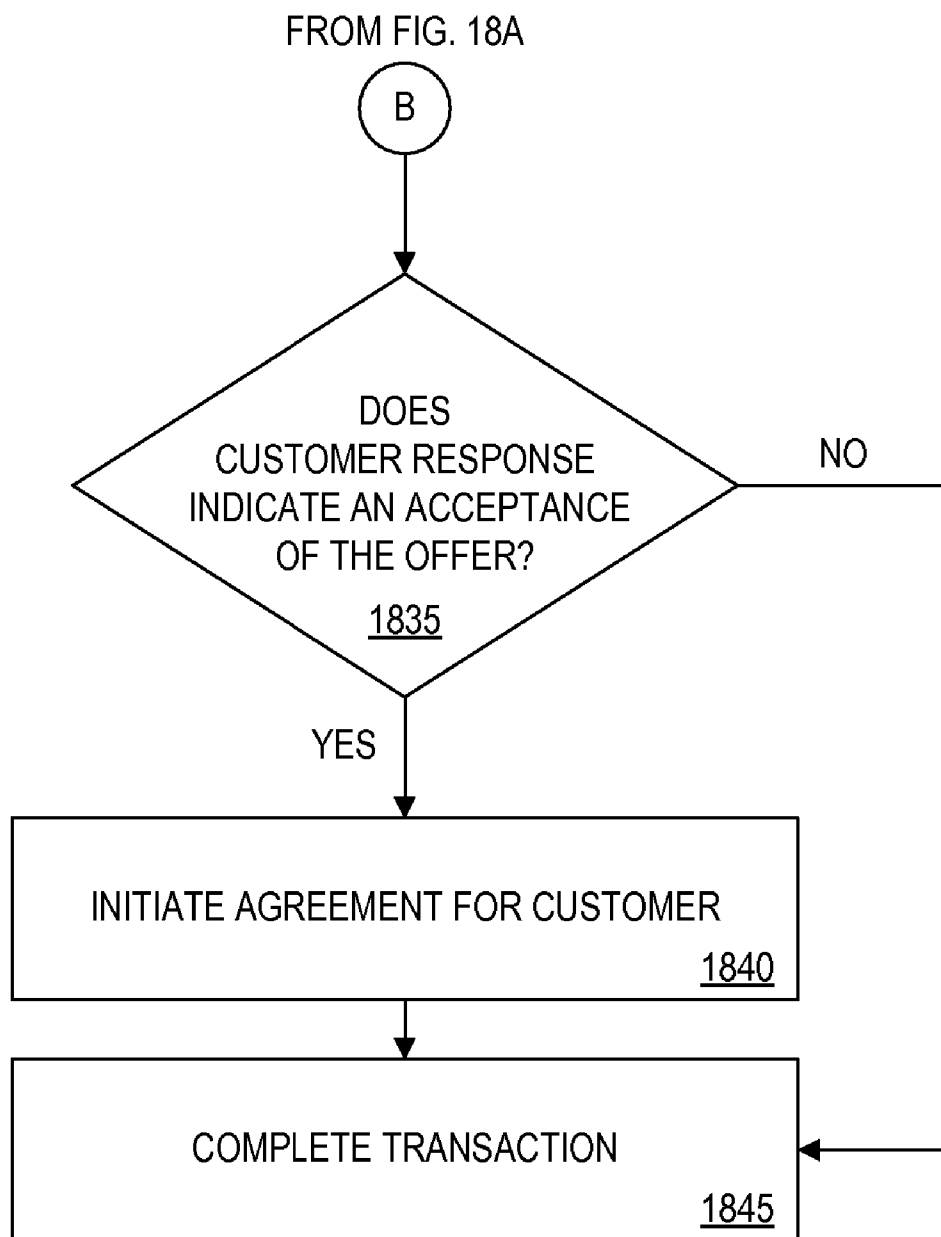 FROM FIG. 18A
B
DOES
CUSTOMER RESPONSE
INDICATE AN ACCEPTANCE
OF THE OFFER?
1835
NO
YES
INITIATE AGREEMENT FOR CUSTOMER
1840
COMPLETE TRANSACTION
1845